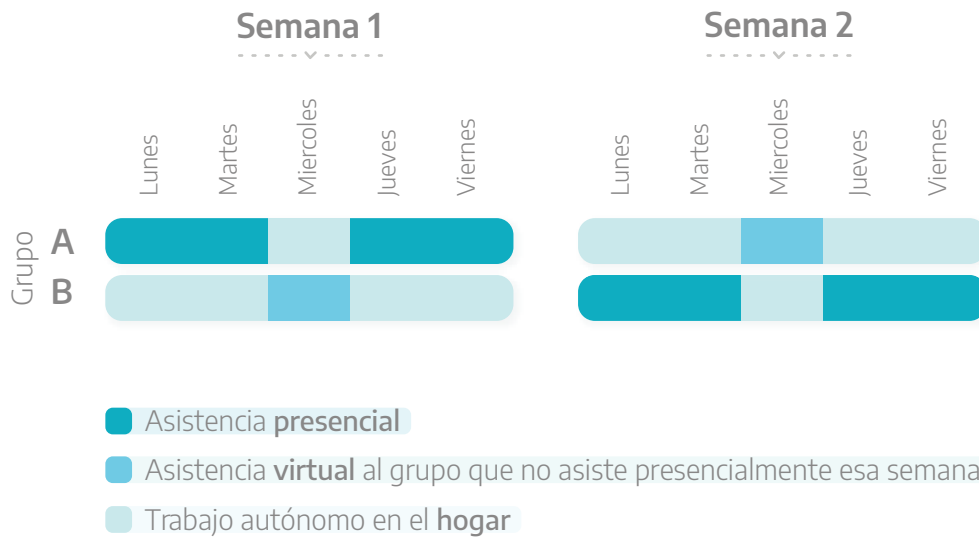 Semana 1
Semana 2
Lunes
Martes
Miercoles
Jueves
Viernes
Lunes
Martes
Miercoles
Jueves
Viernes
Grupo
A
B
Asistencia presencial
Asistencia virtual al grupo que no asiste presencialmente esa semana
Trabajo autónomo en el hogar